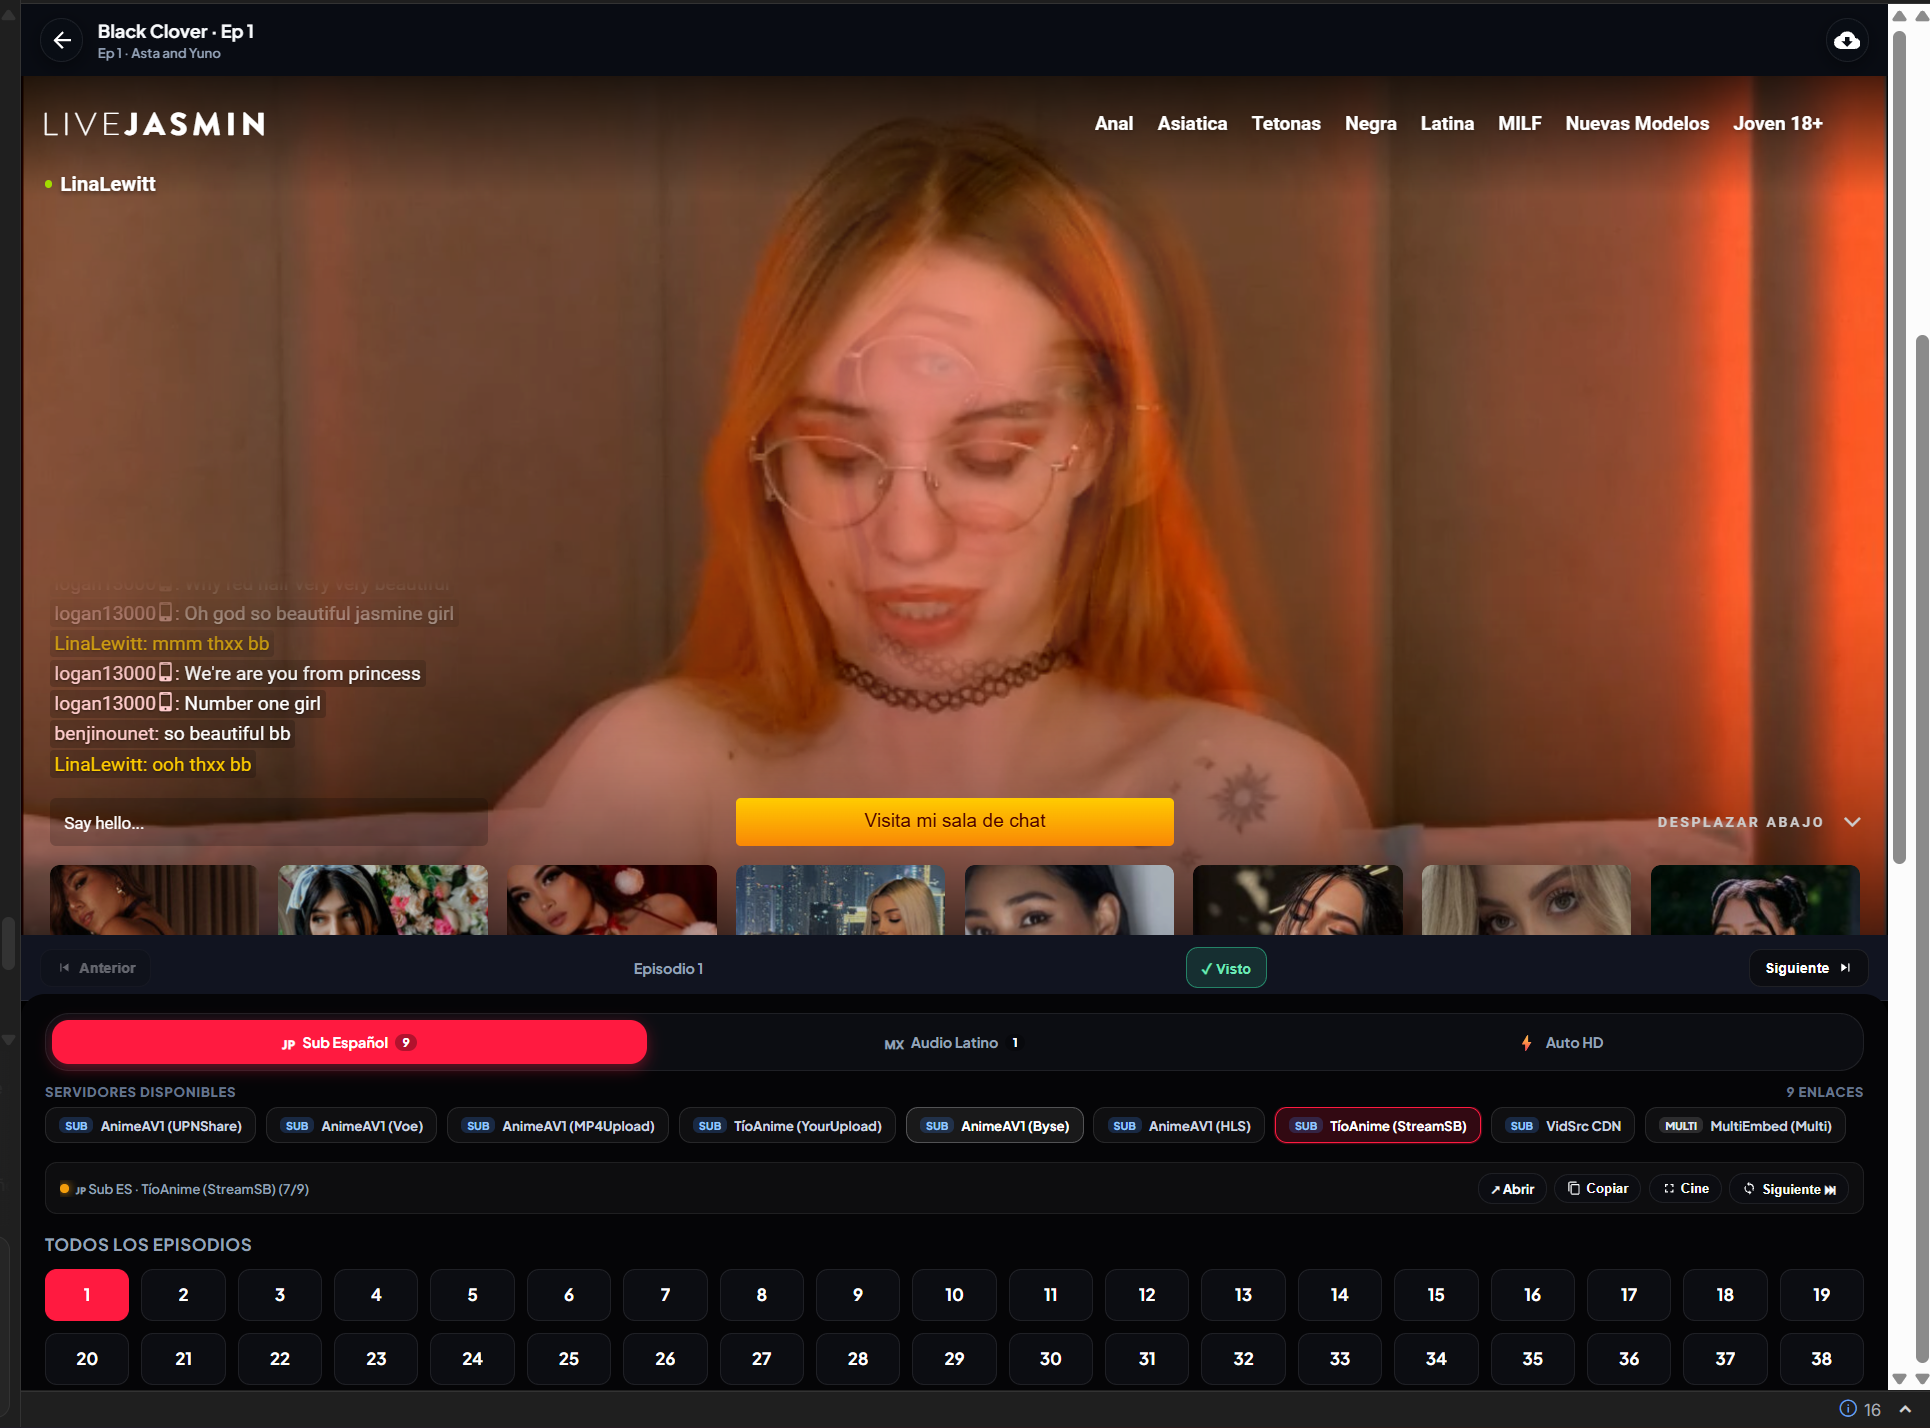 Black Clover · Ep 1
Ep 1 · Asta and Yuno
LIVEJASMIN
Anal Asiatica Tetonas Negra Latina MILF Nuevas Modelos Joven 18+
LinaLewitt
logan13000: Why red hair very very beautiful
logan13000: Oh god so beautiful jasmine girl
LinaLewitt: mmm thxx bb
logan13000: We're are you from princess
logan13000: Number one girl
benjinounet: so beautiful bb
LinaLewitt: ooh thxx bb
Say hello...
Visita mi sala de chat
DESPLAZAR ABAJO
Anterior
Episodio 1
✓ Visto
Siguiente
JP Sub Español 9
MX Audio Latino 1
Auto HD
SERVIDORES DISPONIBLES
9 ENLACES
SUB AnimeAV1 (UPNShare)
SUB AnimeAV1 (Voe)
SUB AnimeAV1 (MP4Upload)
SUB TíoAnime (YourUpload)
SUB AnimeAV1 (Byse)
SUB AnimeAV1 (HLS)
SUB TíoAnime (StreamSB)
SUB VidSrc CDN
MULTI MultiEmbed (Multi)
JP Sub ES · TíoAnime (StreamSB) (7/9)
↗ Abrir
Copiar
Cine
Siguiente ⏭
TODOS LOS EPISODIOS
1 2 3 4 5 6 7 8 9 10 11 12 13 14 15 16 17 18 19
20 21 22 23 24 25 26 27 28 29 30 31 32 33 34 35 36 37 38
16